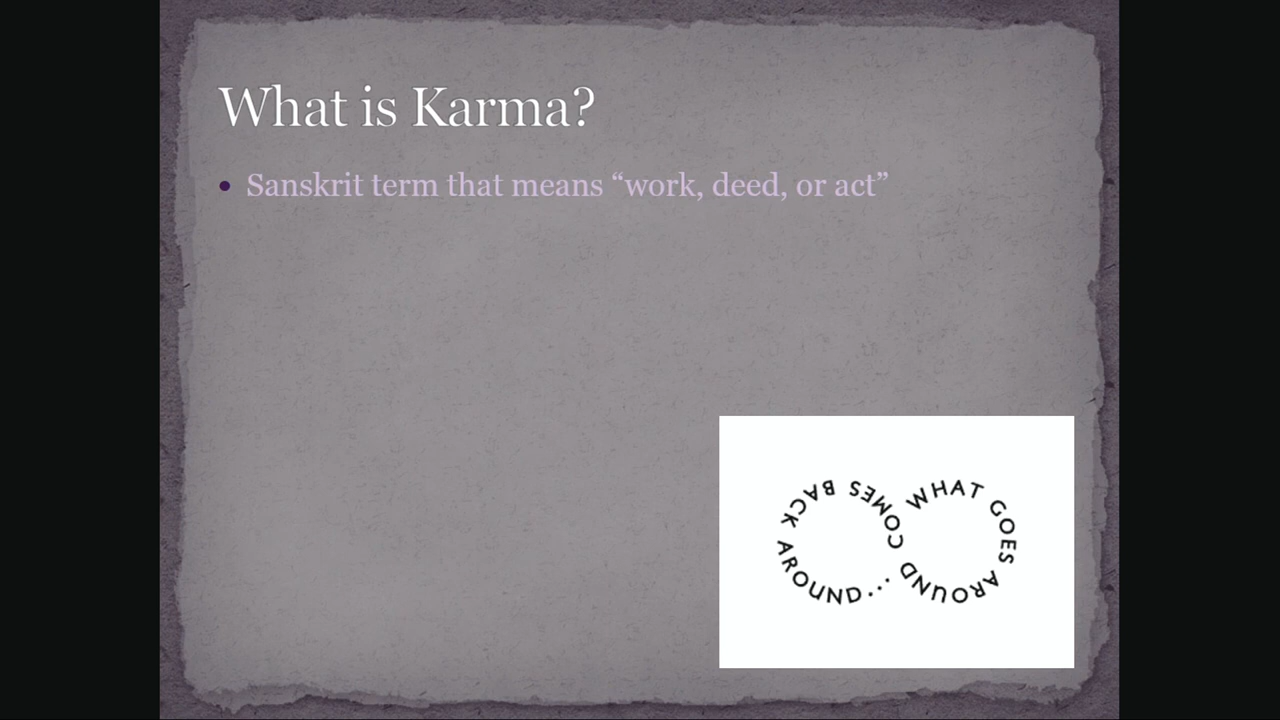 What is Karma?
• Sanskrit term that means “work, deed, or act”
WHAT GOES AROUND COMES BACK AROUND...